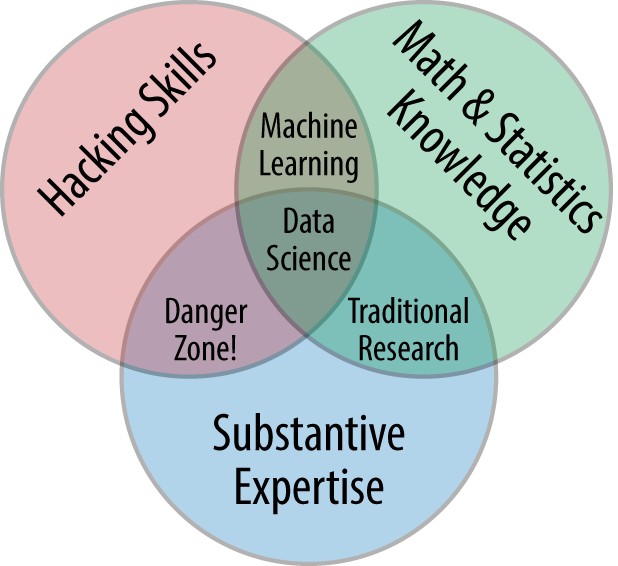 Hacking Skills
Math & Statistics
Knowledge
Machine
Learning
Data
Science
Danger
Zone!
Traditional
Research
Substantive
Expertise